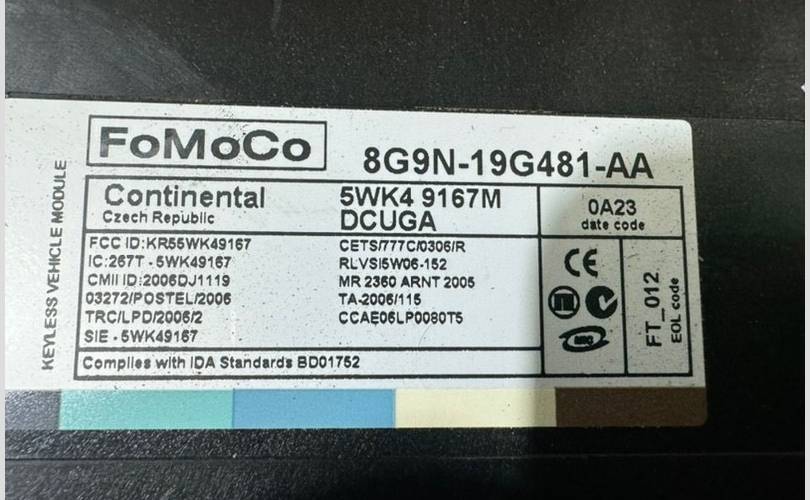 FoMoCo
8G9N-19G481-AA
KEYLESS VEHICLE MODULE
Continental
Czech Republic
5WK4 9167M
DCUGA
0A23
date code
FCC ID:KR55WK49167
IC:267T - 5WK49167
CMII ID:2006DJ1119
03272/POSTEL/2006
TRC/LPD/2006/2
SIE - 5WK49167
CETS/777C/0306/R
RLVSI5W06-152
MR 2360 ARNT 2005
TA-2006/115
CCAE06LP0080T5
CE
FT_012
EOL code
Complies with IDA Standards BD01752